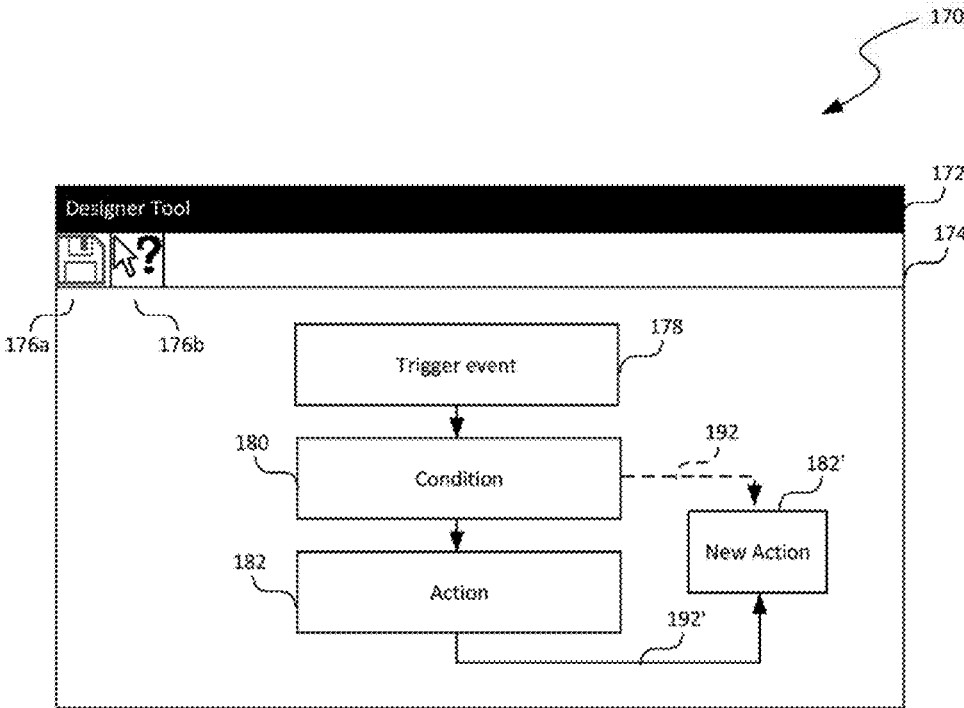 170
172
Designer Tool
174
?
176a
176b
178
Trigger event
180
192
182'
Condition
New Action
182
Action
192'